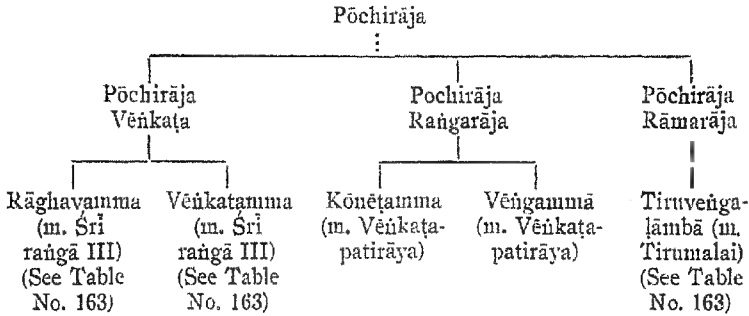 Pōchirāja
Pōchirāja Pochirāja Pōchirāja
Vēṅkaṭa Raṅgarāja Rāmarāja
Rāghavamma Vēṅkaṭamma Kōnēṭamma Vēṅgammā Tiruveṅga-
(m. Śrī (m. Śrī (m. Vēṅkaṭa- (m. Vēṅkaṭa- ḷāmbā (m.
raṅgā III) raṅgā III) patirāya) patirāya) Tirumalai)
(See Table (See Table (See Table
No. 163) No. 163) No. 163)